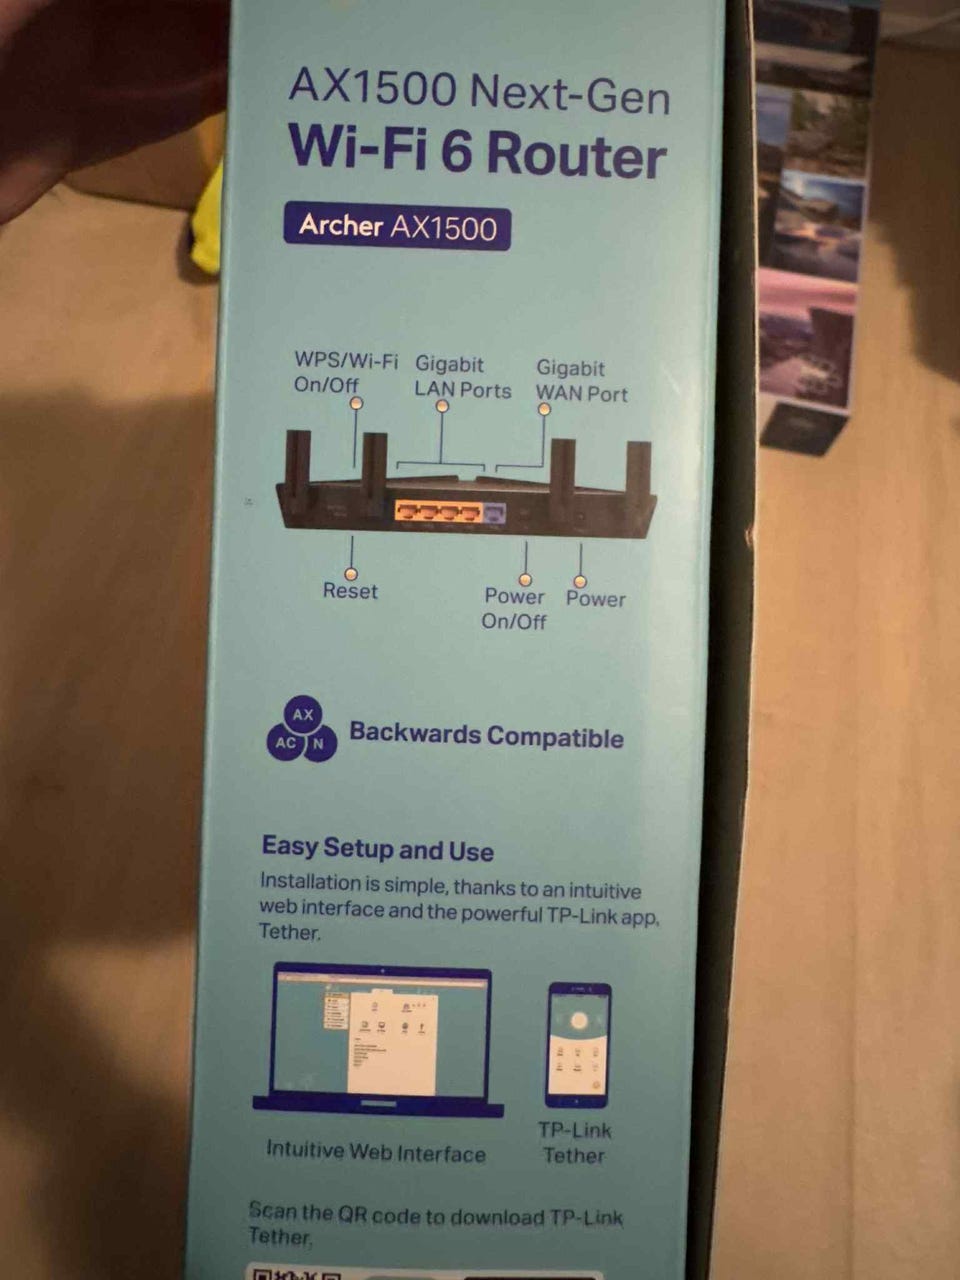 AX1500 Next-Gen
Wi-Fi 6 Router
Archer AX1500
WPS/Wi-Fi
On/Off
Gigabit
LAN Ports
Gigabit
WAN Port
Reset
Power
On/Off
Power
AX
AC
N
Backwards Compatible
Easy Setup and Use
Installation is simple, thanks to an intuitive
web interface and the powerful TP-Link app,
Tether.
Intuitive Web Interface
TP-Link
Tether
Scan the QR code to download TP-Link
Tether.